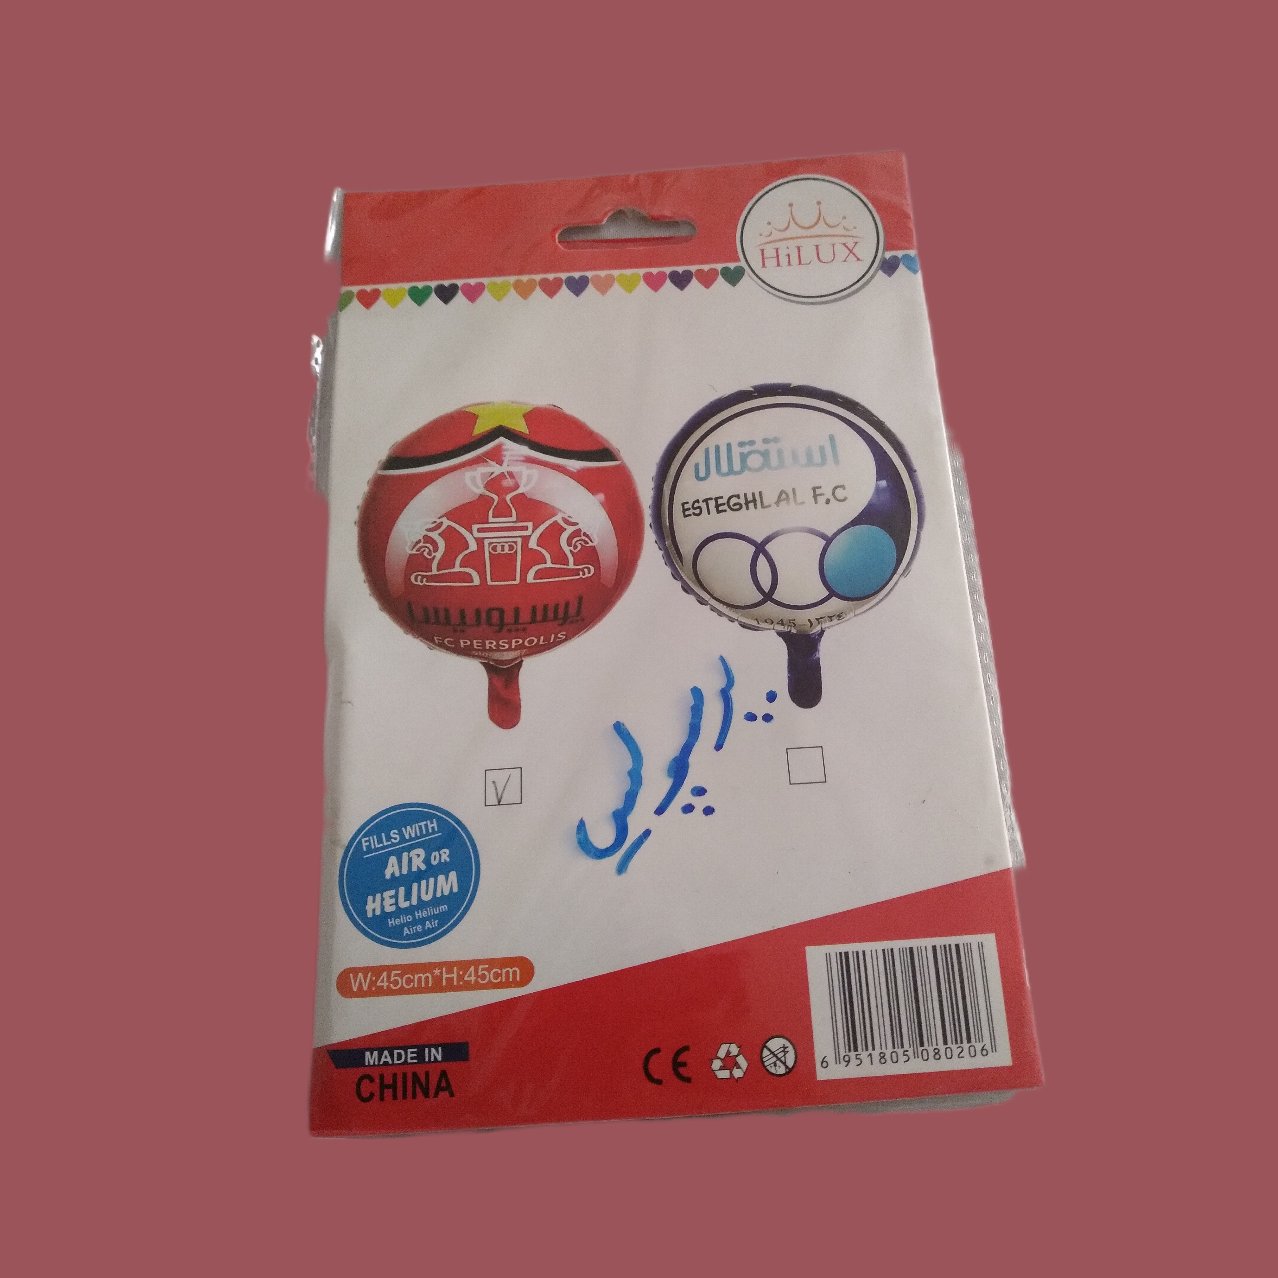 HiLUX
استقلال
ESTEGHLAL F.C
1945-۱۳۲٤
پرسپولیس
FC PERSPOLIS
FILLS WITH
AIR OR
HELIUM
Helio Hélium
Aire Air
W:45cm*H:45cm
MADE IN
CHINA
CE
6 951805 080206